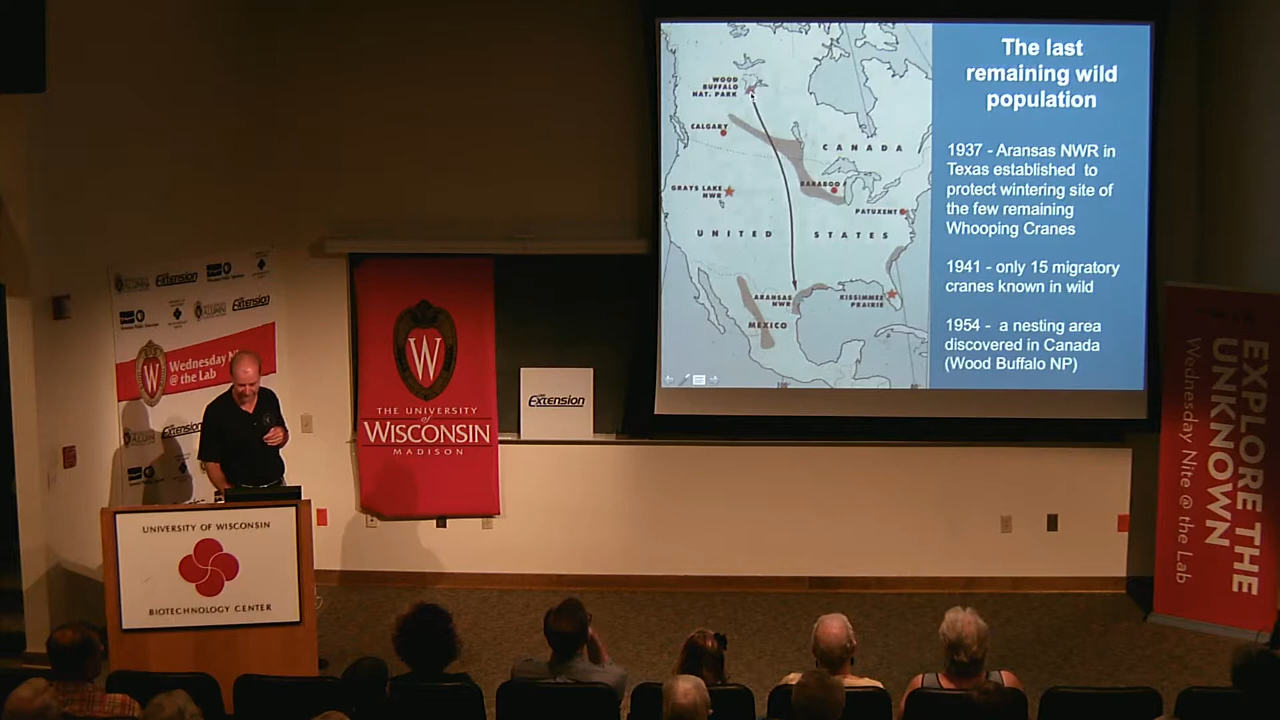 The last
remaining wild
population
1937 - Aransas NWR in
Texas established to
protect wintering site of
the few remaining
Whooping Cranes
1941 - only 15 migratory
cranes known in wild
1954 - a nesting area
discovered in Canada
(Wood Buffalo NP)
WOOD
BUFFALO
NAT. PARK
CALGARY
CANADA
BARABOO
GRAYS LAKE
NWR
PATUXENT
UNITED STATES
ARANSAS
NWR
KISSIMMEE
PRAIRIE
MEXICO
Extension
Extension
Wednesday N
@ the Lab
Extension
W
THE UNIVERSITY
of
WISCONSIN
MADISON
Extension
UNIVERSITY OF WISCONSIN
BIOTECHNOLOGY CENTER
EXPLORE THE
UNKNOWN
Wednesday Nite @ the Lab